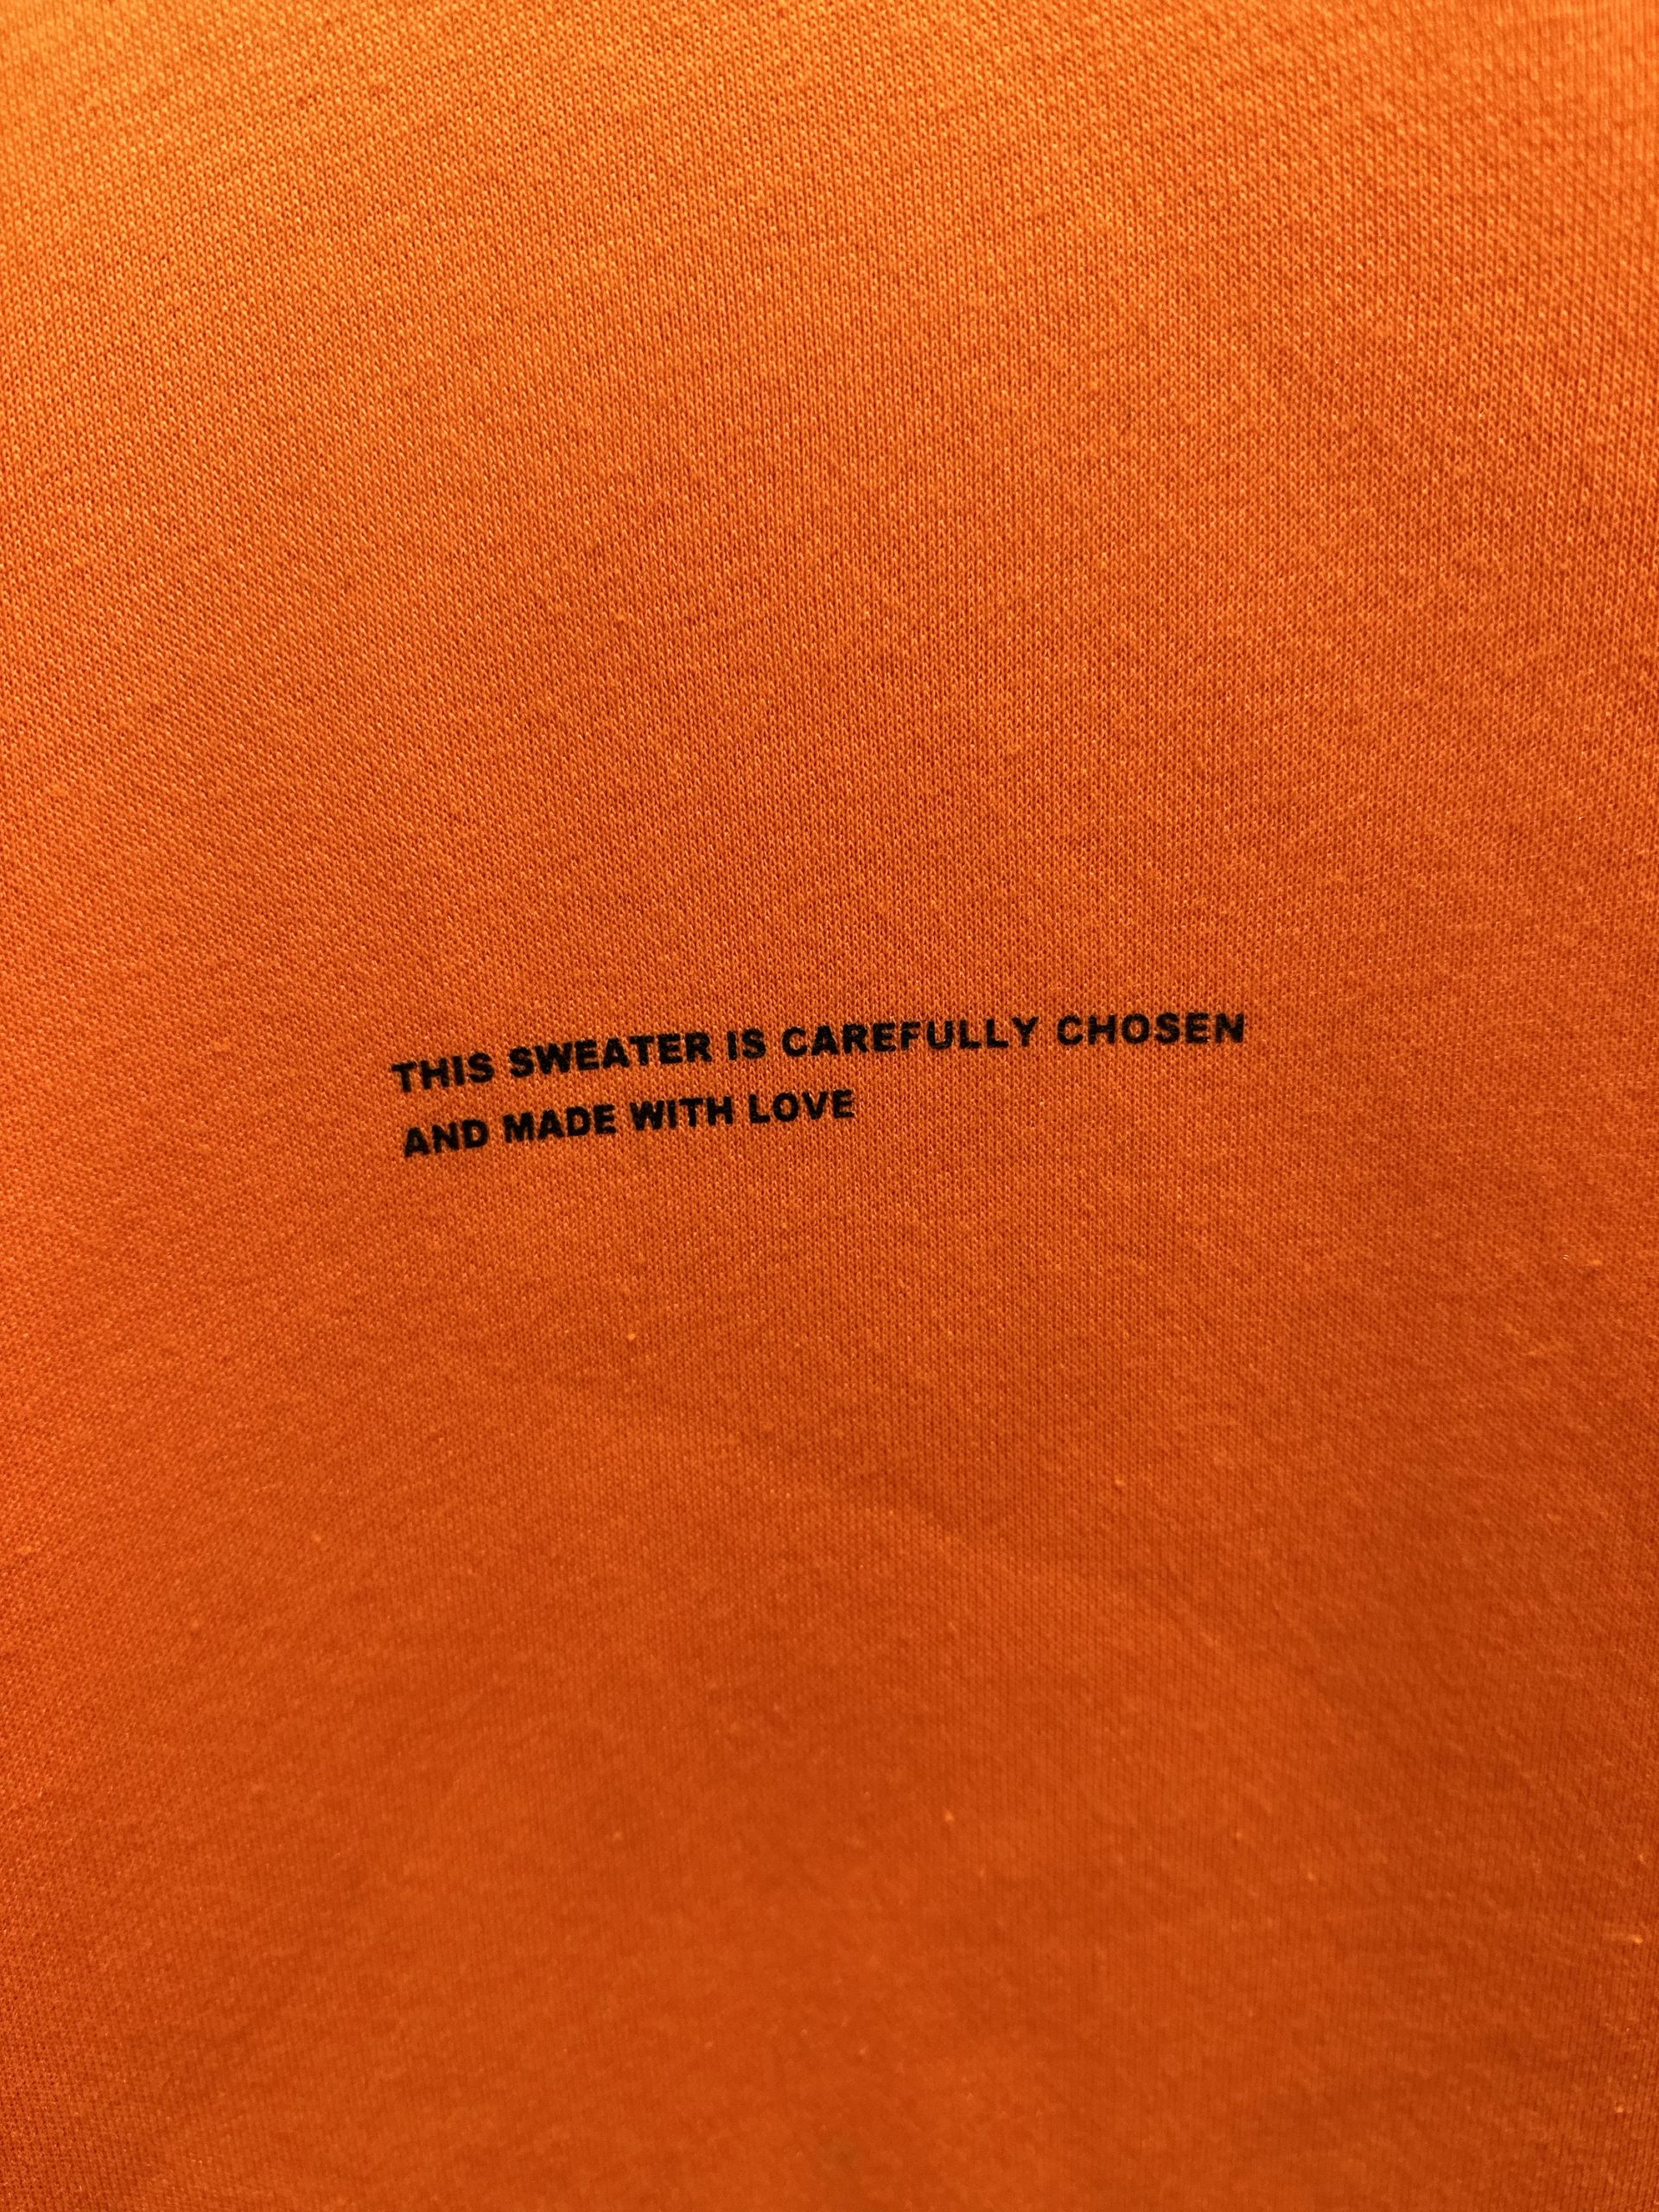 THIS SWEATER IS CAREFULLY CHOSEN
AND MADE WITH LOVE